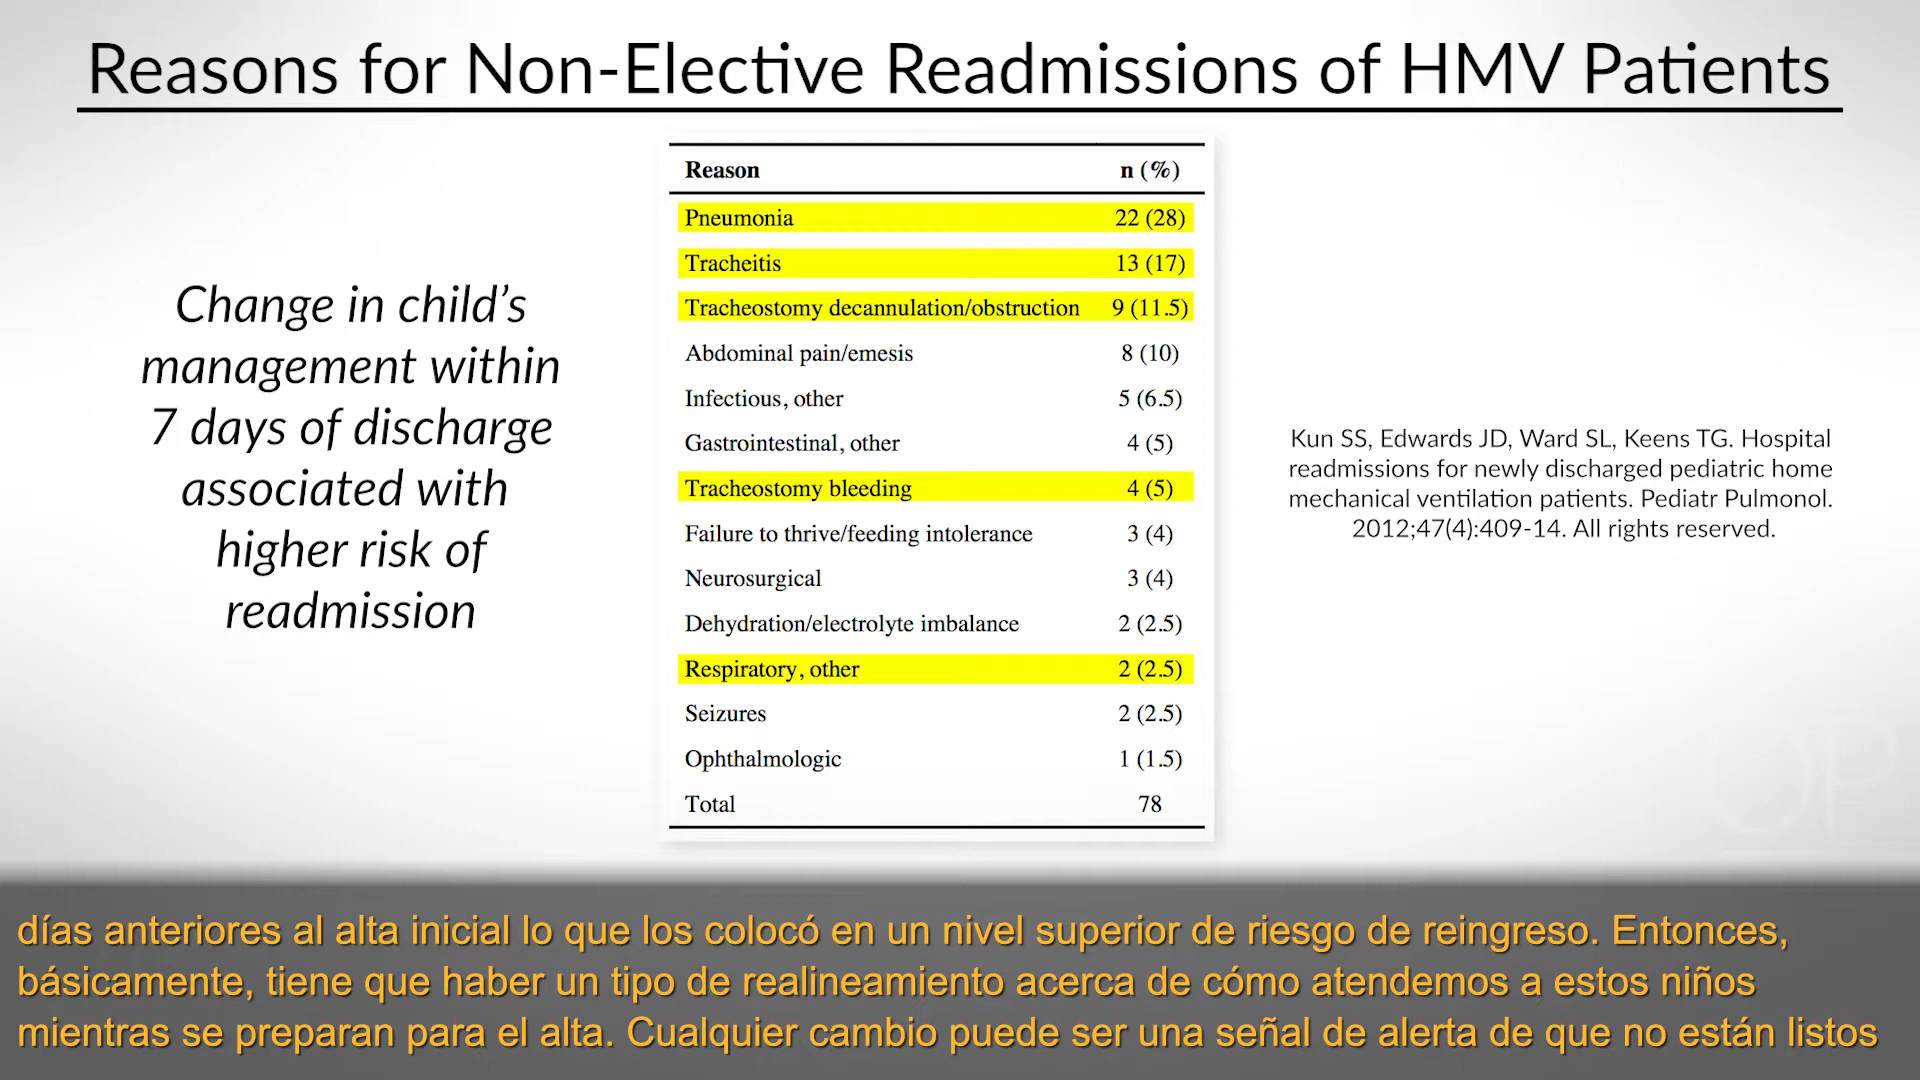 Reasons for Non-Elective Readmissions of HMV Patients
Change in child's
management within
7 days of discharge
associated with
higher risk of
readmission
Reason n (%)
Pneumonia 22 (28)
Tracheitis 13 (17)
Tracheostomy decannulation/obstruction 9 (11.5)
Abdominal pain/emesis 8 (10)
Infectious, other 5 (6.5)
Gastrointestinal, other 4 (5)
Tracheostomy bleeding 4 (5)
Failure to thrive/feeding intolerance 3 (4)
Neurosurgical 3 (4)
Dehydration/electrolyte imbalance 2 (2.5)
Respiratory, other 2 (2.5)
Seizures 2 (2.5)
Ophthalmologic 1 (1.5)
Total 78
Kun SS, Edwards JD, Ward SL, Keens TG. Hospital
readmissions for newly discharged pediatric home
mechanical ventilation patients. Pediatr Pulmonol.
2012;47(4):409-14. All rights reserved.
OP
días anteriores al alta inicial lo que los colocó en un nivel superior de riesgo de reingreso. Entonces,
básicamente, tiene que haber un tipo de realineamiento acerca de cómo atendemos a estos niños
mientras se preparan para el alta. Cualquier cambio puede ser una señal de alerta de que no están listos